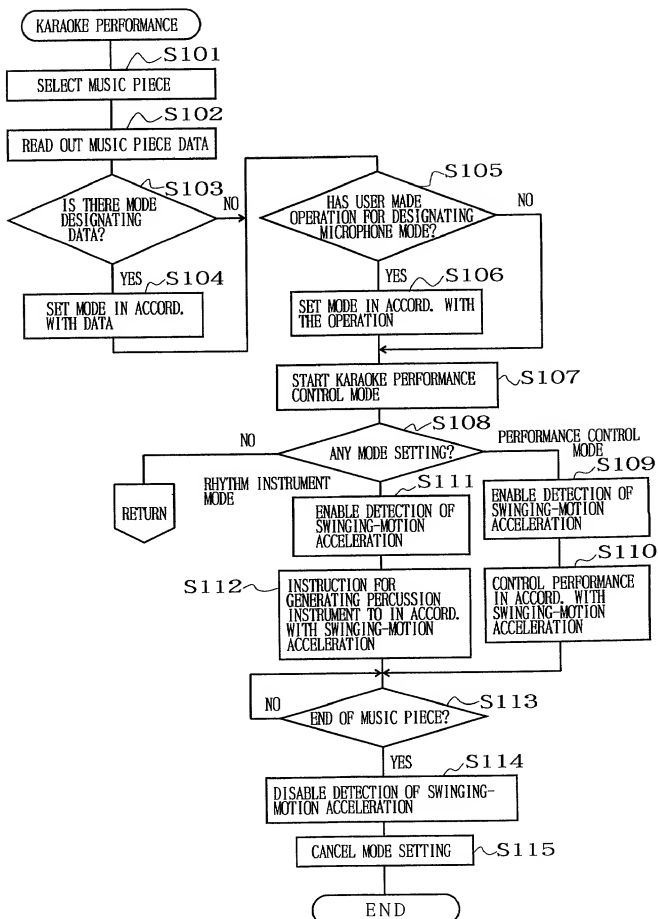 KARAOKE PERFORMANCE
S101
SELECT MUSIC PIECE
S102
READ OUT MUSIC PIECE DATA
S103
IS THERE MODE
DESIGNATING
DATA?
NO
YES
S104
SET MODE IN ACCORD.
WITH DATA
S105
HAS USER MADE
OPERATION FOR DESIGNATING
MICROPHONE MODE?
NO
YES
S106
SET MODE IN ACCORD. WITH
THE OPERATION
S107
START KARAOKE PERFORMANCE
CONTROL MODE
S108
ANY MODE SETTING?
NO
RETURN
RHYTHM INSTRUMENT
MODE
PERFORMANCE CONTROL
MODE
S109
ENABLE DETECTION OF
SWINGING-MOTION
ACCELERATION
S110
CONTROL PERFORMANCE
IN ACCORD. WITH
SWINGING-MOTION
ACCELERATION
S111
ENABLE DETECTION OF
SWINGING-MOTION
ACCELERATION
S112
INSTRUCTION FOR
GENERATING PERCUSSION
INSTRUMENT TO IN ACCORD.
WITH SWINGING-MOTION
ACCELERATION
S113
END OF MUSIC PIECE?
NO
YES
S114
DISABLE DETECTION OF SWINGING-
MOTION ACCELERATION
CANCEL MODE SETTING
S115
END